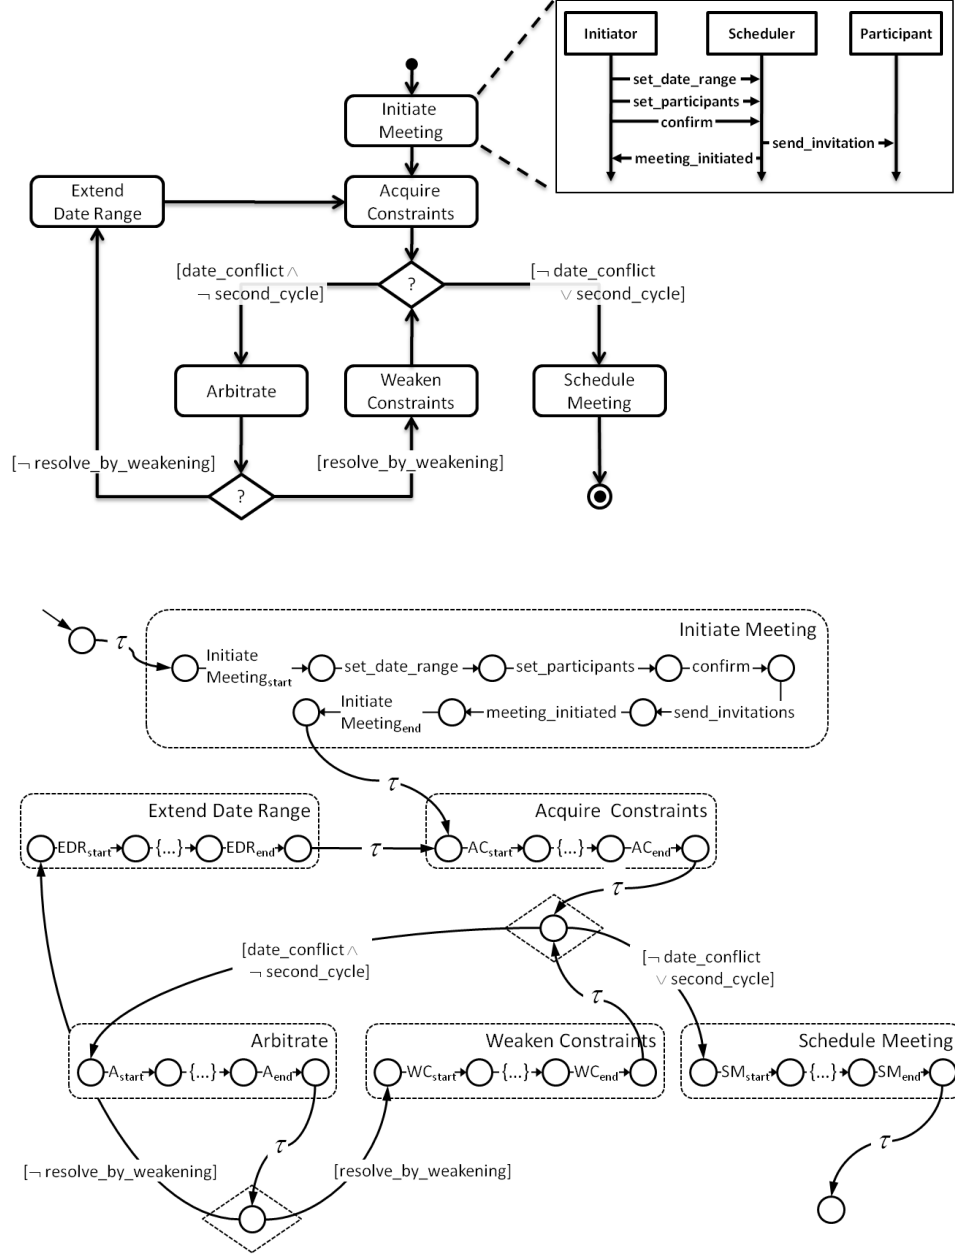 Initiator
Scheduler
Participant
set_date_range
set_participants
confirm
send_invitation
meeting_initiated
Initiate
Meeting
Extend
Date Range
Acquire
Constraints
[date_conflict ∧
¬ second_cycle]
?
[¬ date_conflict
∨ second_cycle]
Arbitrate
Weaken
Constraints
Schedule
Meeting
[¬ resolve_by_weakening]
[resolve_by_weakening]
?
Initiate Meeting
τ
Initiate
Meetingstart
set_date_range
set_participants
confirm
Initiate
Meetingend
meeting_initiated
send_invitations
τ
Extend Date Range
Acquire Constraints
EDRstart
{...}
EDRend
τ
ACstart
{...}
ACend
τ
[date_conflict ∧
¬ second_cycle]
[¬ date_conflict
∨ second_cycle]
τ
Arbitrate
Weaken Constraints
Schedule Meeting
Astart
{...}
Aend
WCstart
{...}
WCend
SMstart
{...}
SMend
τ
τ
[¬ resolve_by_weakening]
[resolve_by_weakening]